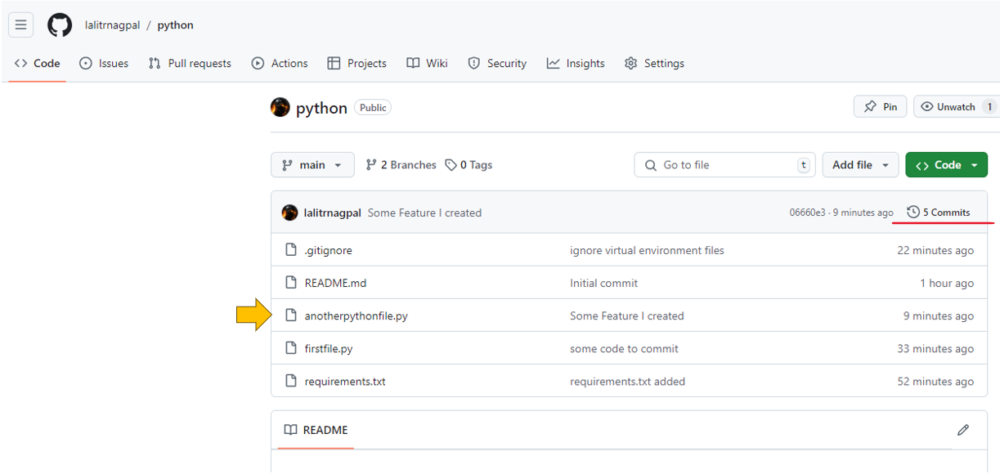 lalitrnagpal / python
Code Issues Pull requests Actions Projects Wiki Security Insights Settings
python Public Pin Unwatch 1
main 2 Branches 0 Tags Go to file t Add file Code
lalitrnagpal Some Feature I created 06660e3 · 9 minutes ago 5 Commits
.gitignore ignore virtual environment files 22 minutes ago
README.md Initial commit 1 hour ago
anotherpythonfile.py Some Feature I created 9 minutes ago
firstfile.py some code to commit 33 minutes ago
requirements.txt requirements.txt added 52 minutes ago
README